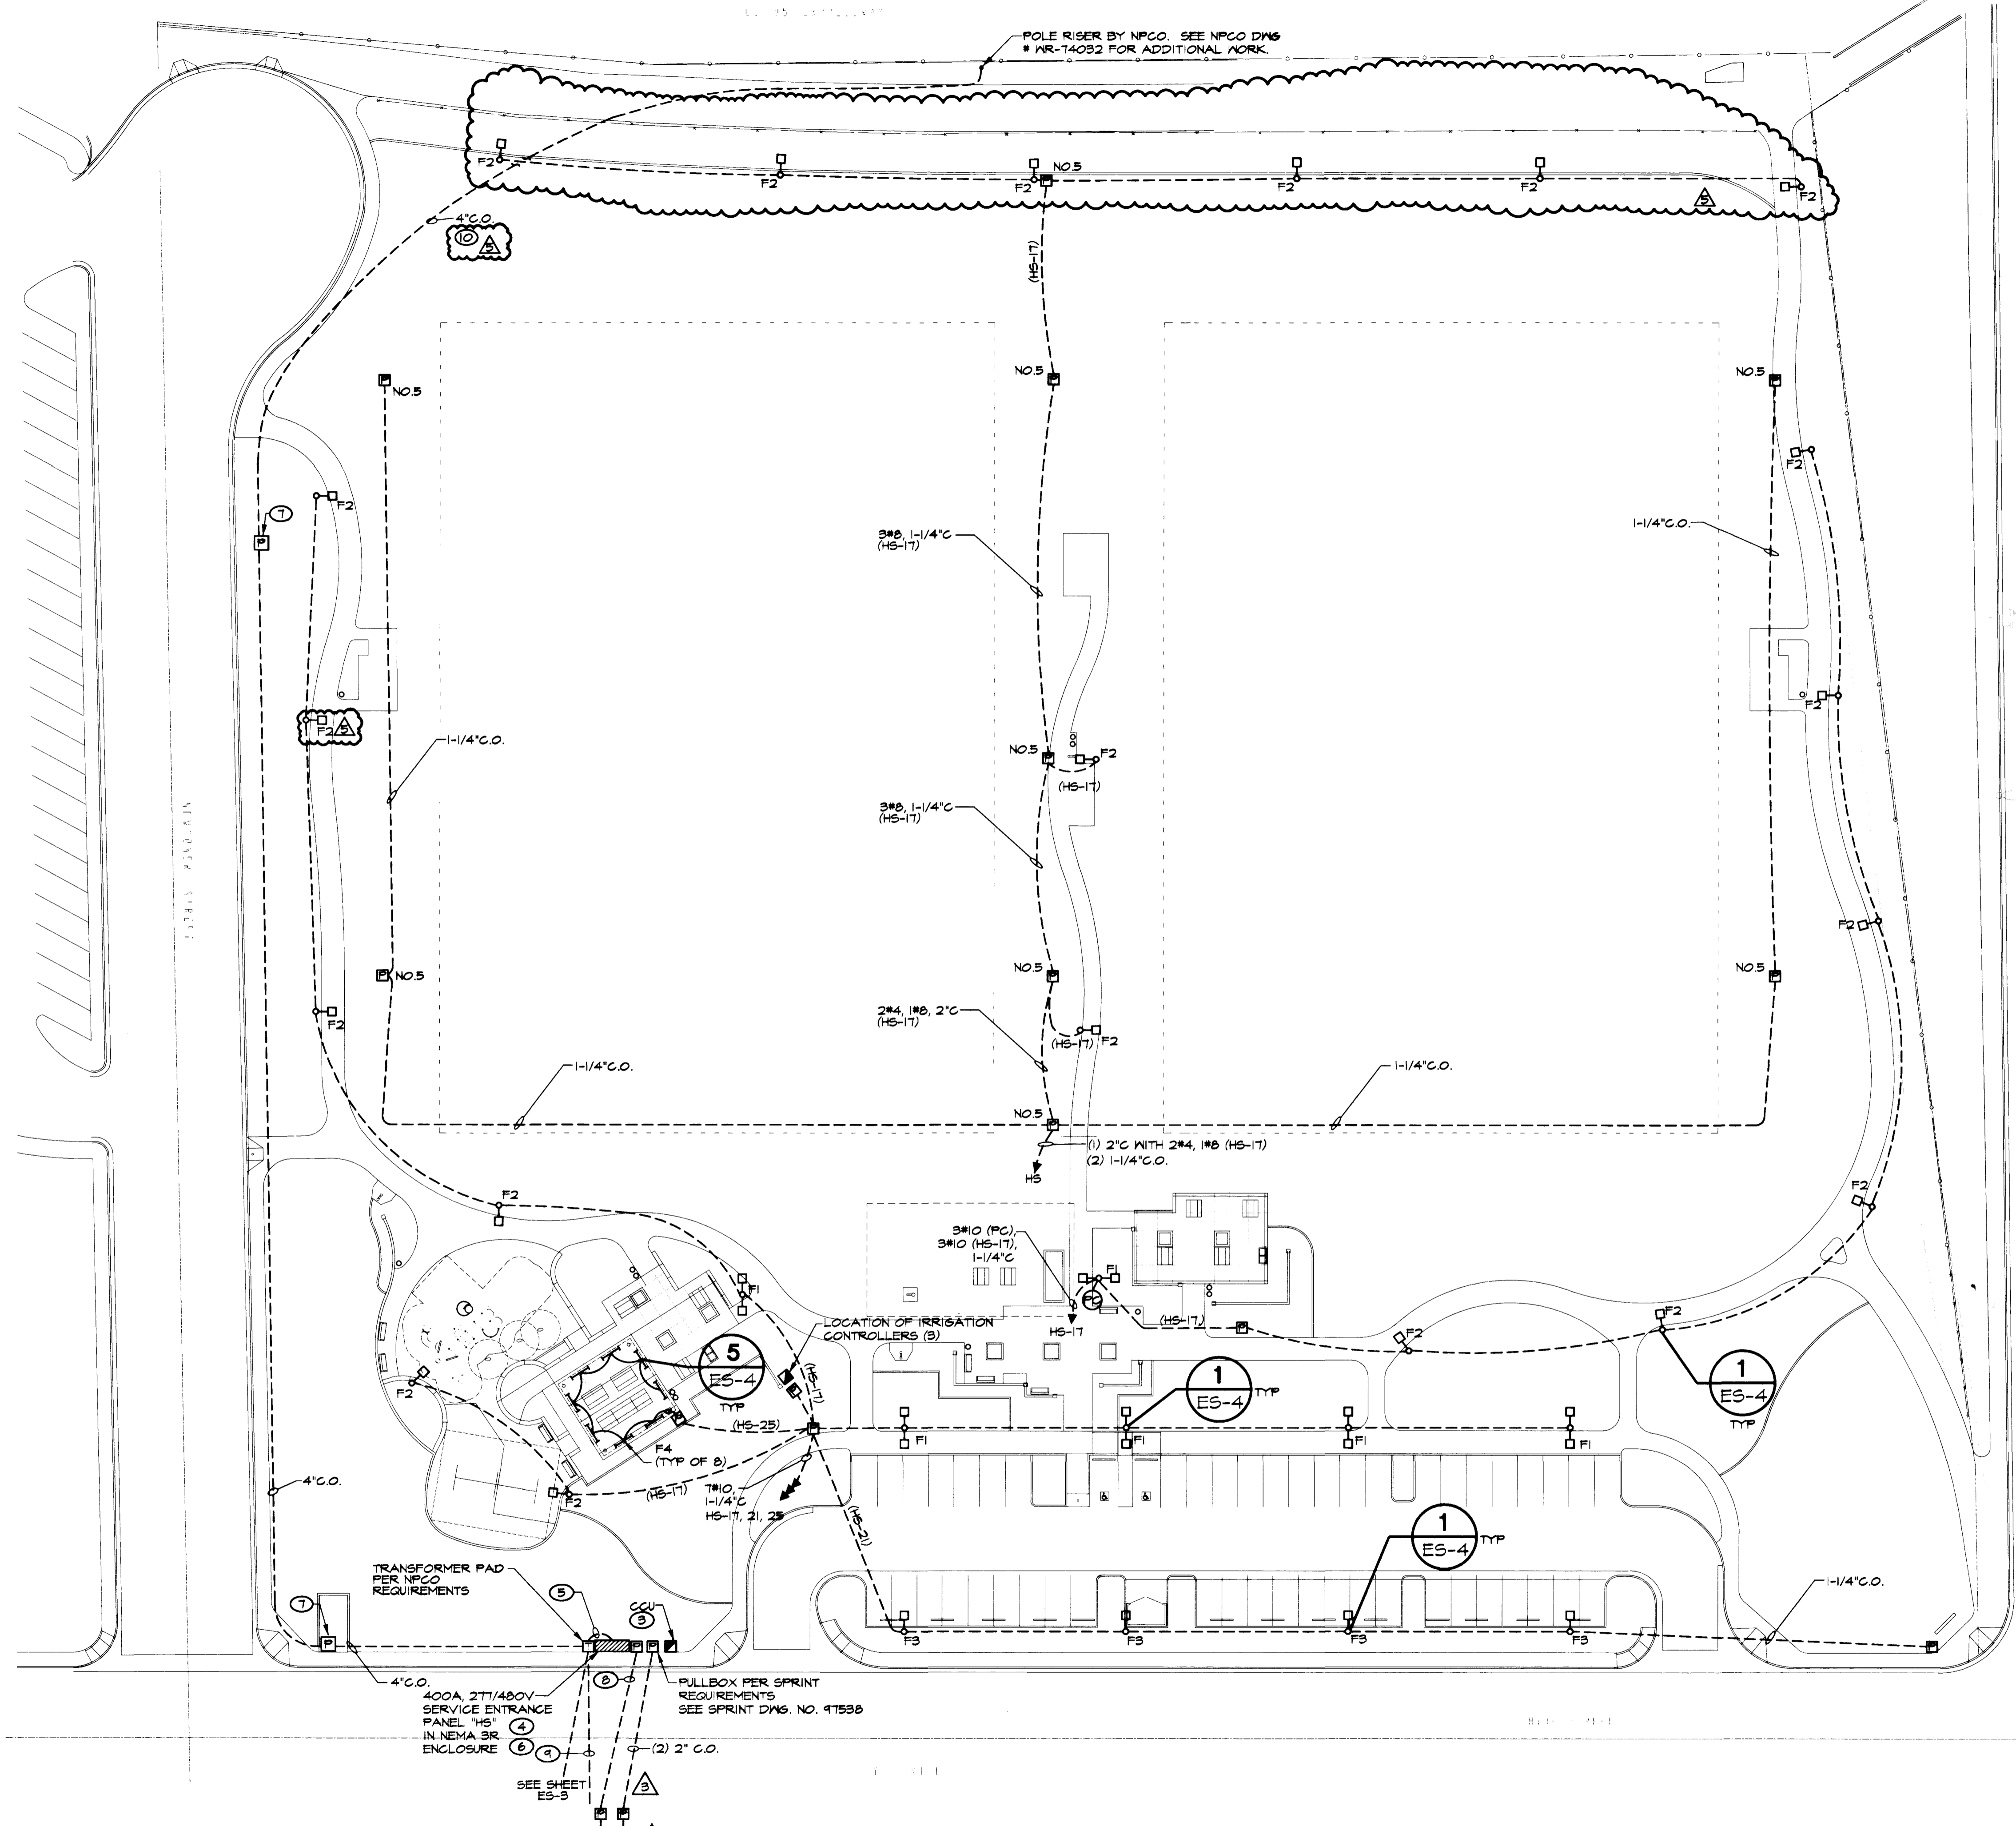 POLE RISER BY NPCO. SEE NPCO DWG
# WR-74032 FOR ADDITIONAL WORK.
F2
F2
F2
NO.5
F2
F2
F2
5
4"C.O.
10
5
(HS-17)
NO.5
NO.5
NO.5
F2
F2
7
P
3#8, 1-1/4"C
(HS-17)
1-1/4"C.O.
F2
F2 5
1-1/4"C.O.
NO.5
F2
(HS-17)
3#8, 1-1/4"C
(HS-17)
F2
NO.5
NO.5
NO.5
2#4, 1#8, 2"C
(HS-17)
F2
(HS-17)
F2
1-1/4"C.O.
1-1/4"C.O.
NO.5
(1) 2"C WITH 2#4, 1#8 (HS-17)
(2) 1-1/4"C.O.
HS
F2
F2
3#10 (PC),
3#10 (HS-17),
1-1/4"C
F1
PC
HS-17
(HS-17)
F1
LOCATION OF IRRIGATION
CONTROLLERS (3)
F2
F2
5
ES-4
TYP
(HS-17)
1
ES-4
TYP
1
ES-4
TYP
F2
(HS-25)
F4
(TYP OF 8)
F1
F1
F1
F1
4"C.O.
F2
(HS-17)
7#10,
1-1/4"C
HS-17, 21, 25
(HS-21)
1
ES-4
TYP
TRANSFORMER PAD
PER NPCO
REQUIREMENTS
5
CCU
3
7
P
T
P
P
F3
F3
F3
F3
1-1/4"C.O.
4"C.O.
400A, 277/480V
SERVICE ENTRANCE
PANEL "HS" 4
IN NEMA 3R
ENCLOSURE 6
8
PULLBOX PER SPRINT
REQUIREMENTS
SEE SPRINT DWG. NO. 97538
9
(2) 2" C.O.
SEE SHEET
ES-3
3
P
P